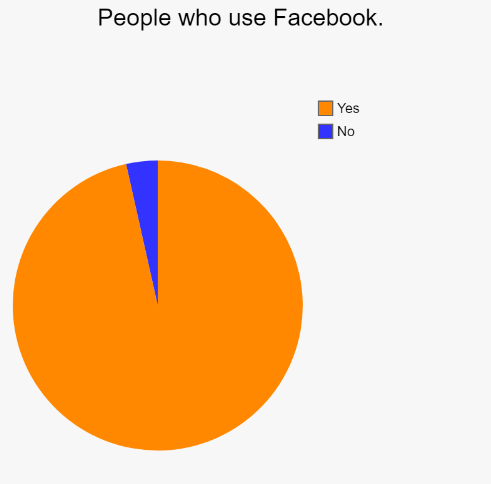 People who use Facebook.
Yes
No